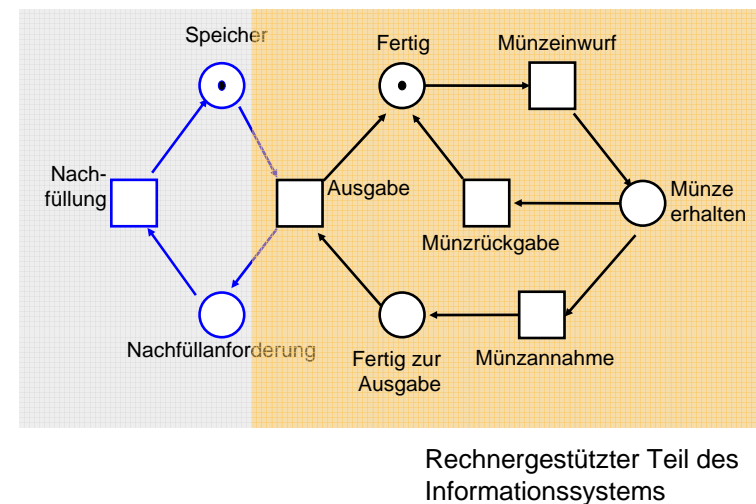 Speicher
Fertig
Münzeinwurf
Nach-
füllung
Ausgabe
Münze
erhalten
Münzrückgabe
Nachfüllanforderung
Fertig zur
Ausgabe
Münzannahme
Rechnergestützter Teil des
Informationssystems